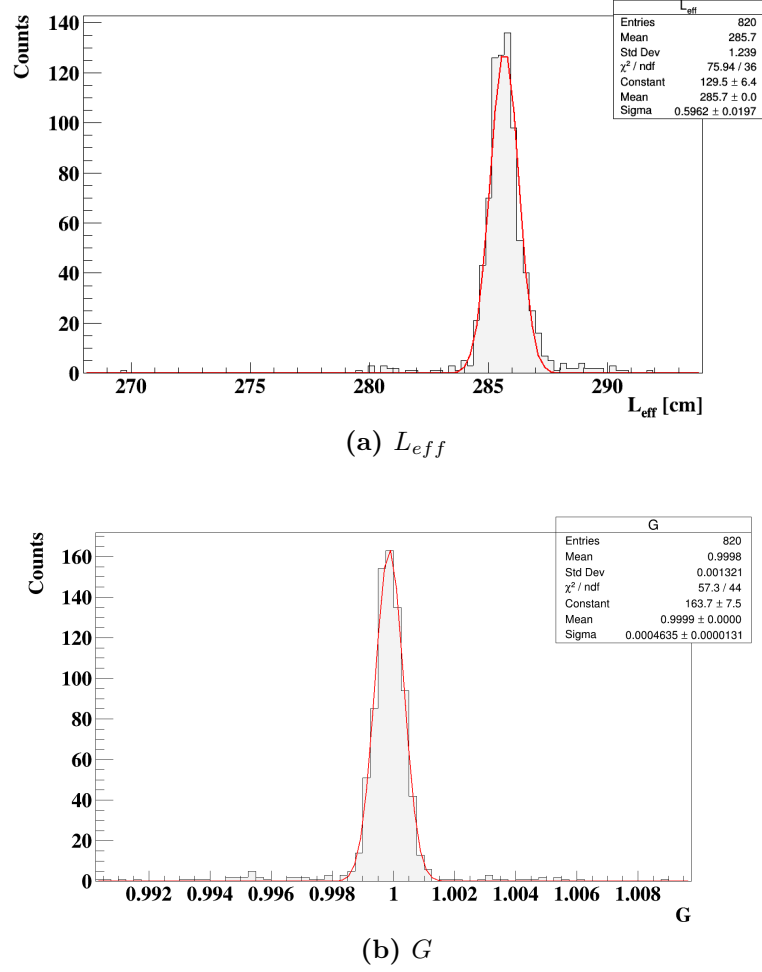 L_eff
Entries 820
Mean 285.7
Std Dev 1.239
χ² / ndf 75.94 / 36
Constant 129.5 ± 6.4
Mean 285.7 ± 0.0
Sigma 0.5962 ± 0.0197
Counts
140
120
100
80
60
40
20
0
270 275 280 285 290
L_eff [cm]
(a) L_eff
G
Entries 820
Mean 0.9998
Std Dev 0.001321
χ² / ndf 57.3 / 44
Constant 163.7 ± 7.5
Mean 0.9999 ± 0.0000
Sigma 0.0004635 ± 0.0000131
Counts
160
140
120
100
80
60
40
20
0
0.992 0.994 0.996 0.998 1 1.002 1.004 1.006 1.008
G
(b) G